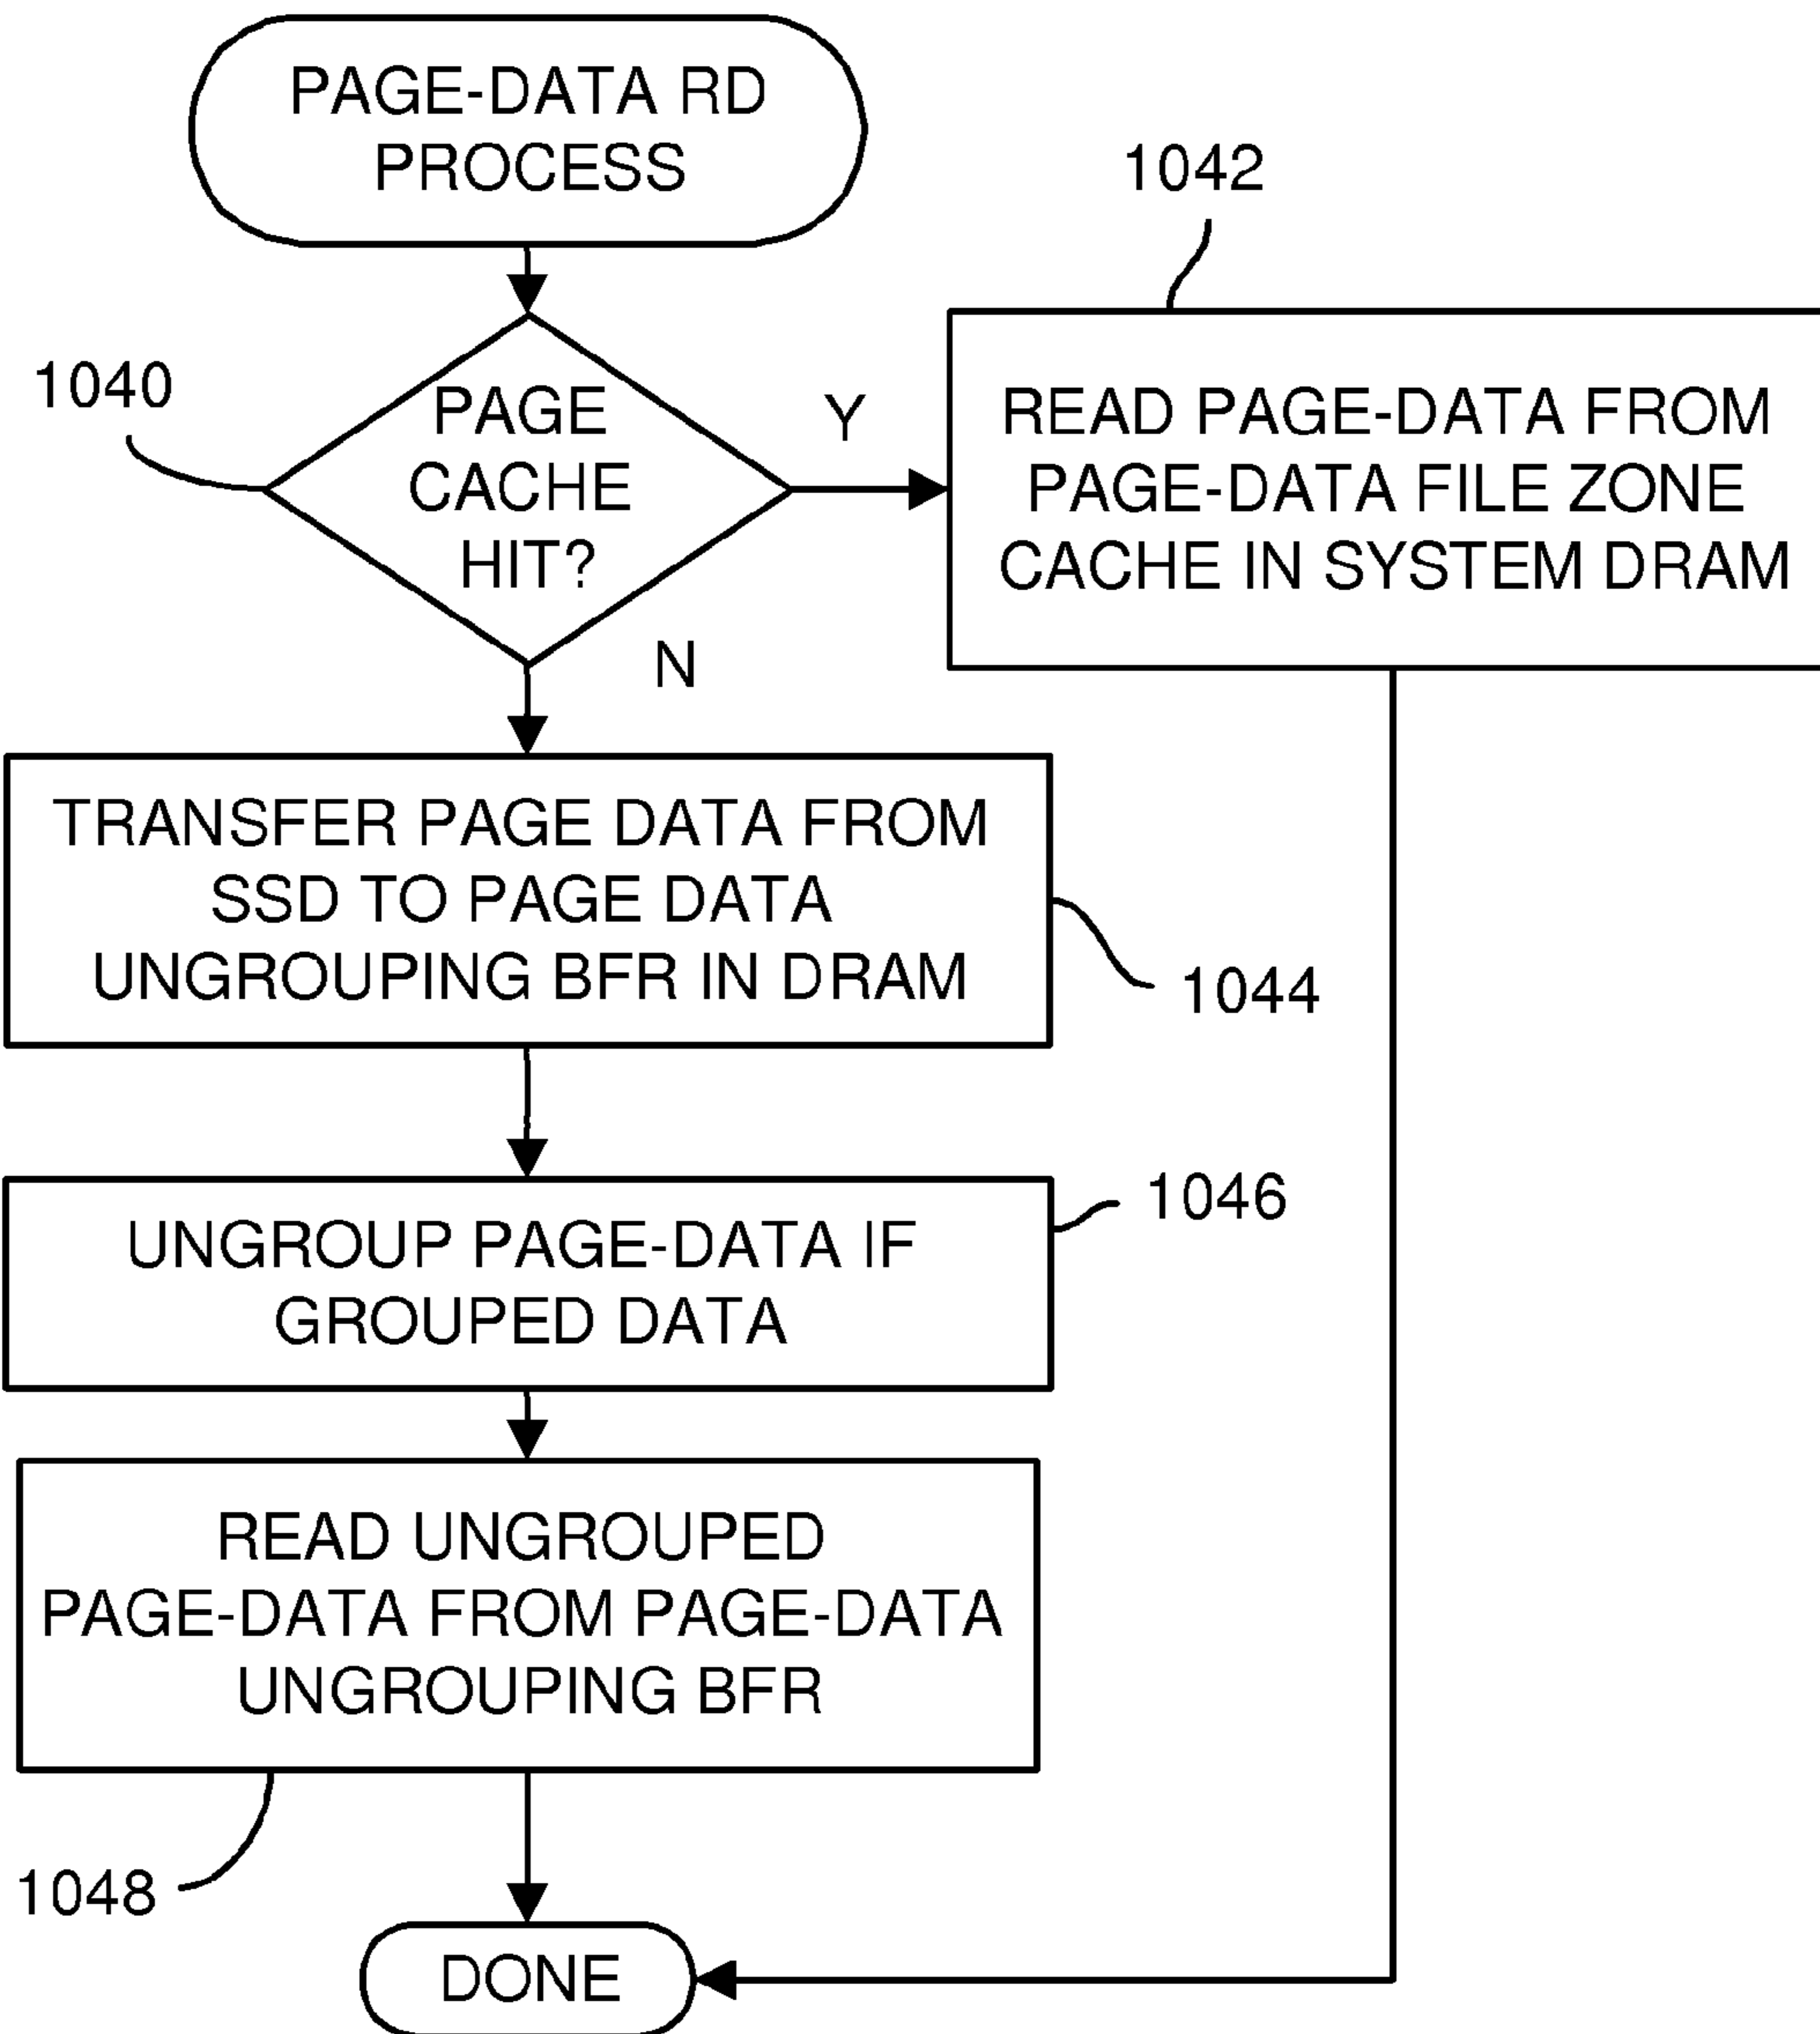 PAGE-DATA RD
PROCESS
1042
1040
PAGE
CACHE
HIT?
Y
READ PAGE-DATA FROM
PAGE-DATA FILE ZONE
CACHE IN SYSTEM DRAM
N
TRANSFER PAGE DATA FROM
SSD TO PAGE DATA
UNGROUPING BFR IN DRAM
1044
UNGROUP PAGE-DATA IF
GROUPED DATA
1046
READ UNGROUPED
PAGE-DATA FROM PAGE-DATA
UNGROUPING BFR
1048
DONE